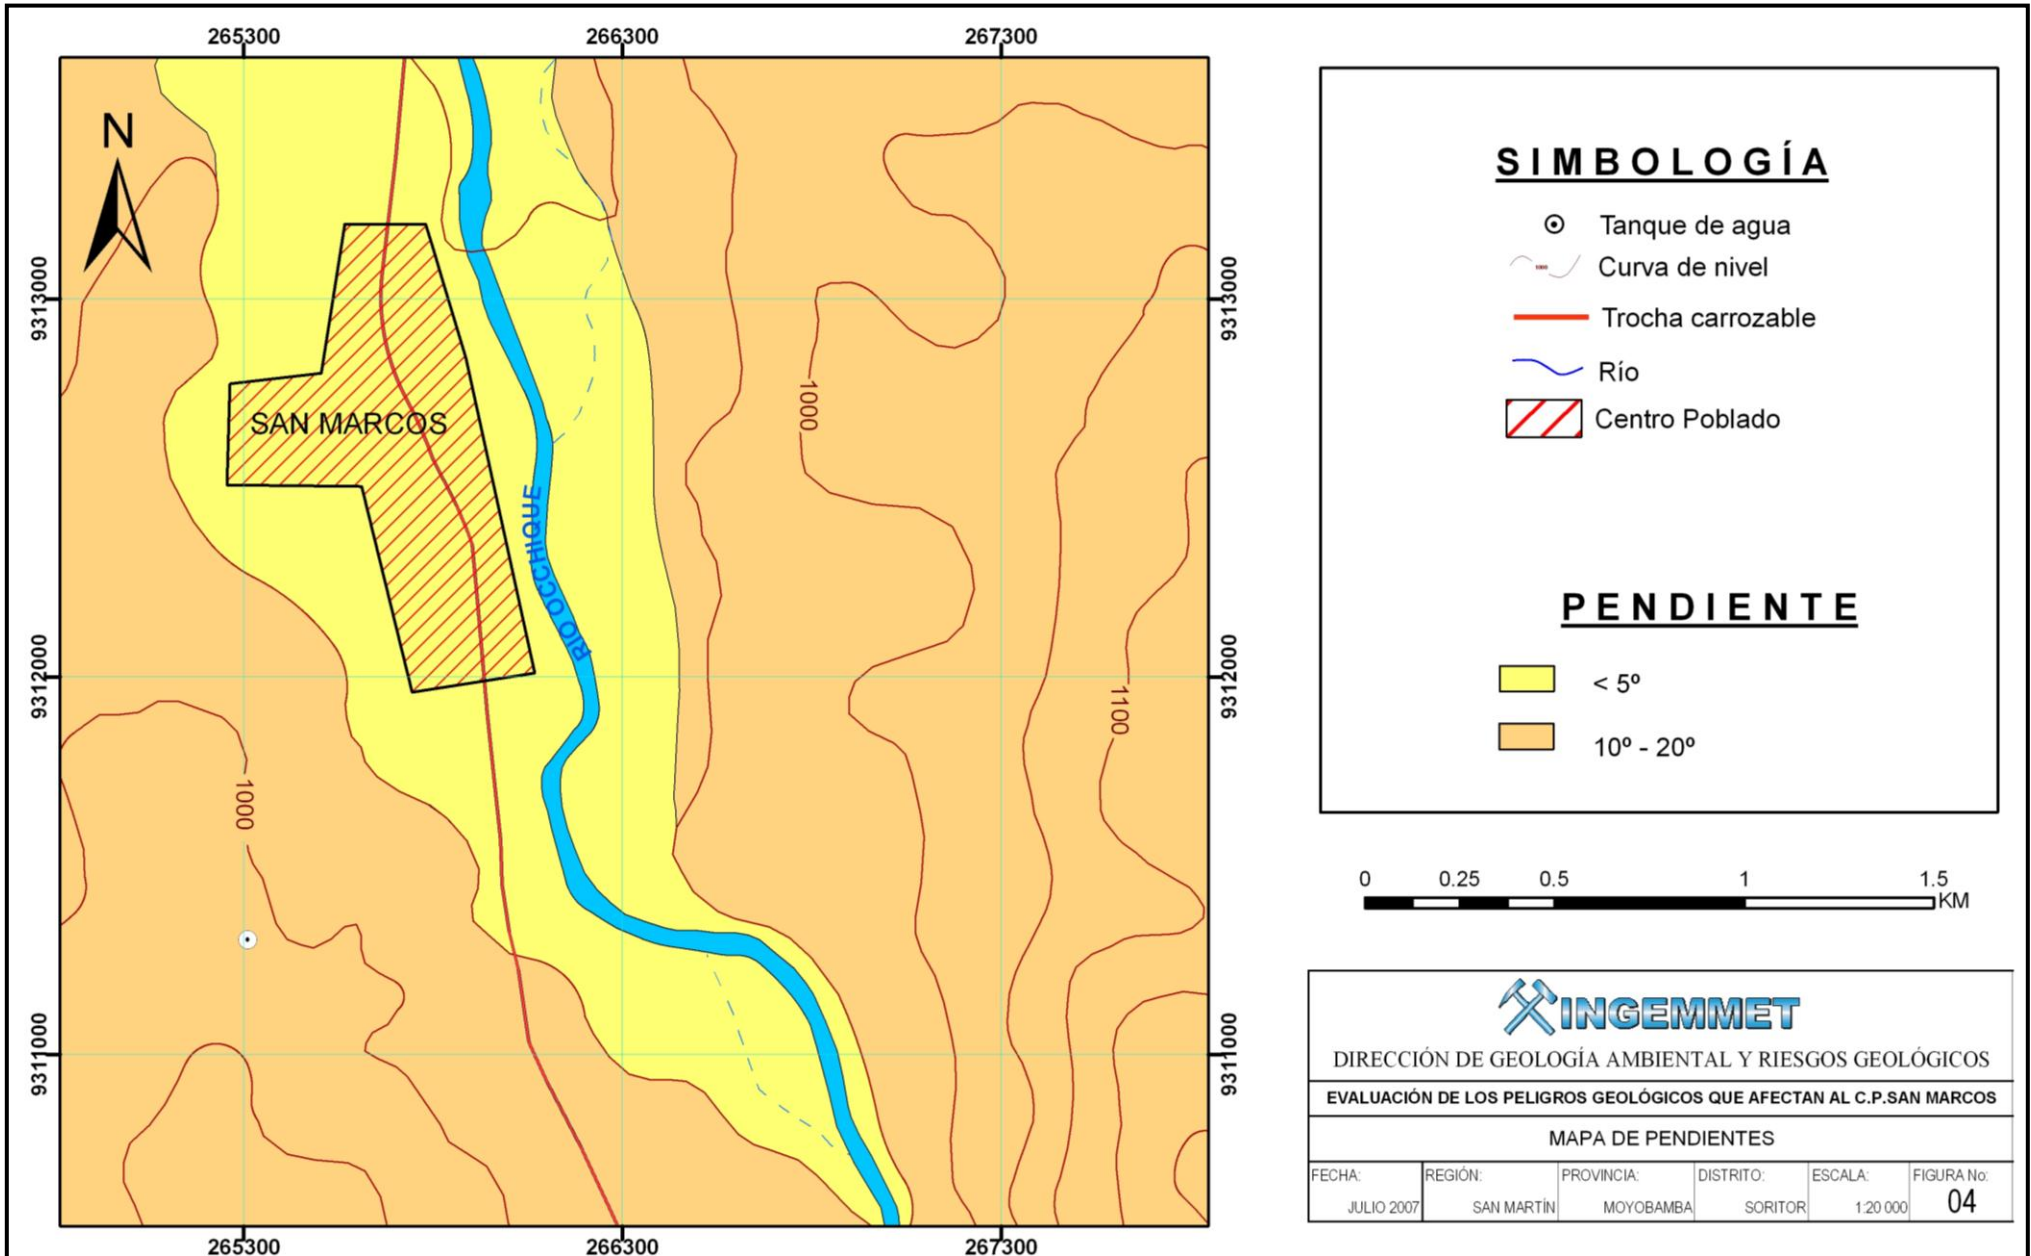 265300 266300 267300
N
9313000 9313000
SAN MARCOS
1000
RIO OCCHIQUE
9312000 9312000
1100
1000
9311000 9311000
265300 266300 267300
SIMBOLOGÍA
Tanque de agua
1000 Curva de nivel
Trocha carrozable
Río
Centro Poblado
PENDIENTE
< 5º
10º - 20º
0 0.25 0.5 1 1.5
KM
INGEMMET
DIRECCIÓN DE GEOLOGÍA AMBIENTAL Y RIESGOS GEOLÓGICOS
EVALUACIÓN DE LOS PELIGROS GEOLÓGICOS QUE AFECTAN AL C.P.SAN MARCOS
MAPA DE PENDIENTES
FECHA: REGIÓN: PROVINCIA: DISTRITO: ESCALA: FIGURA No:
JULIO 2007 SAN MARTÍN MOYOBAMBA SORITOR 1:20 000 04